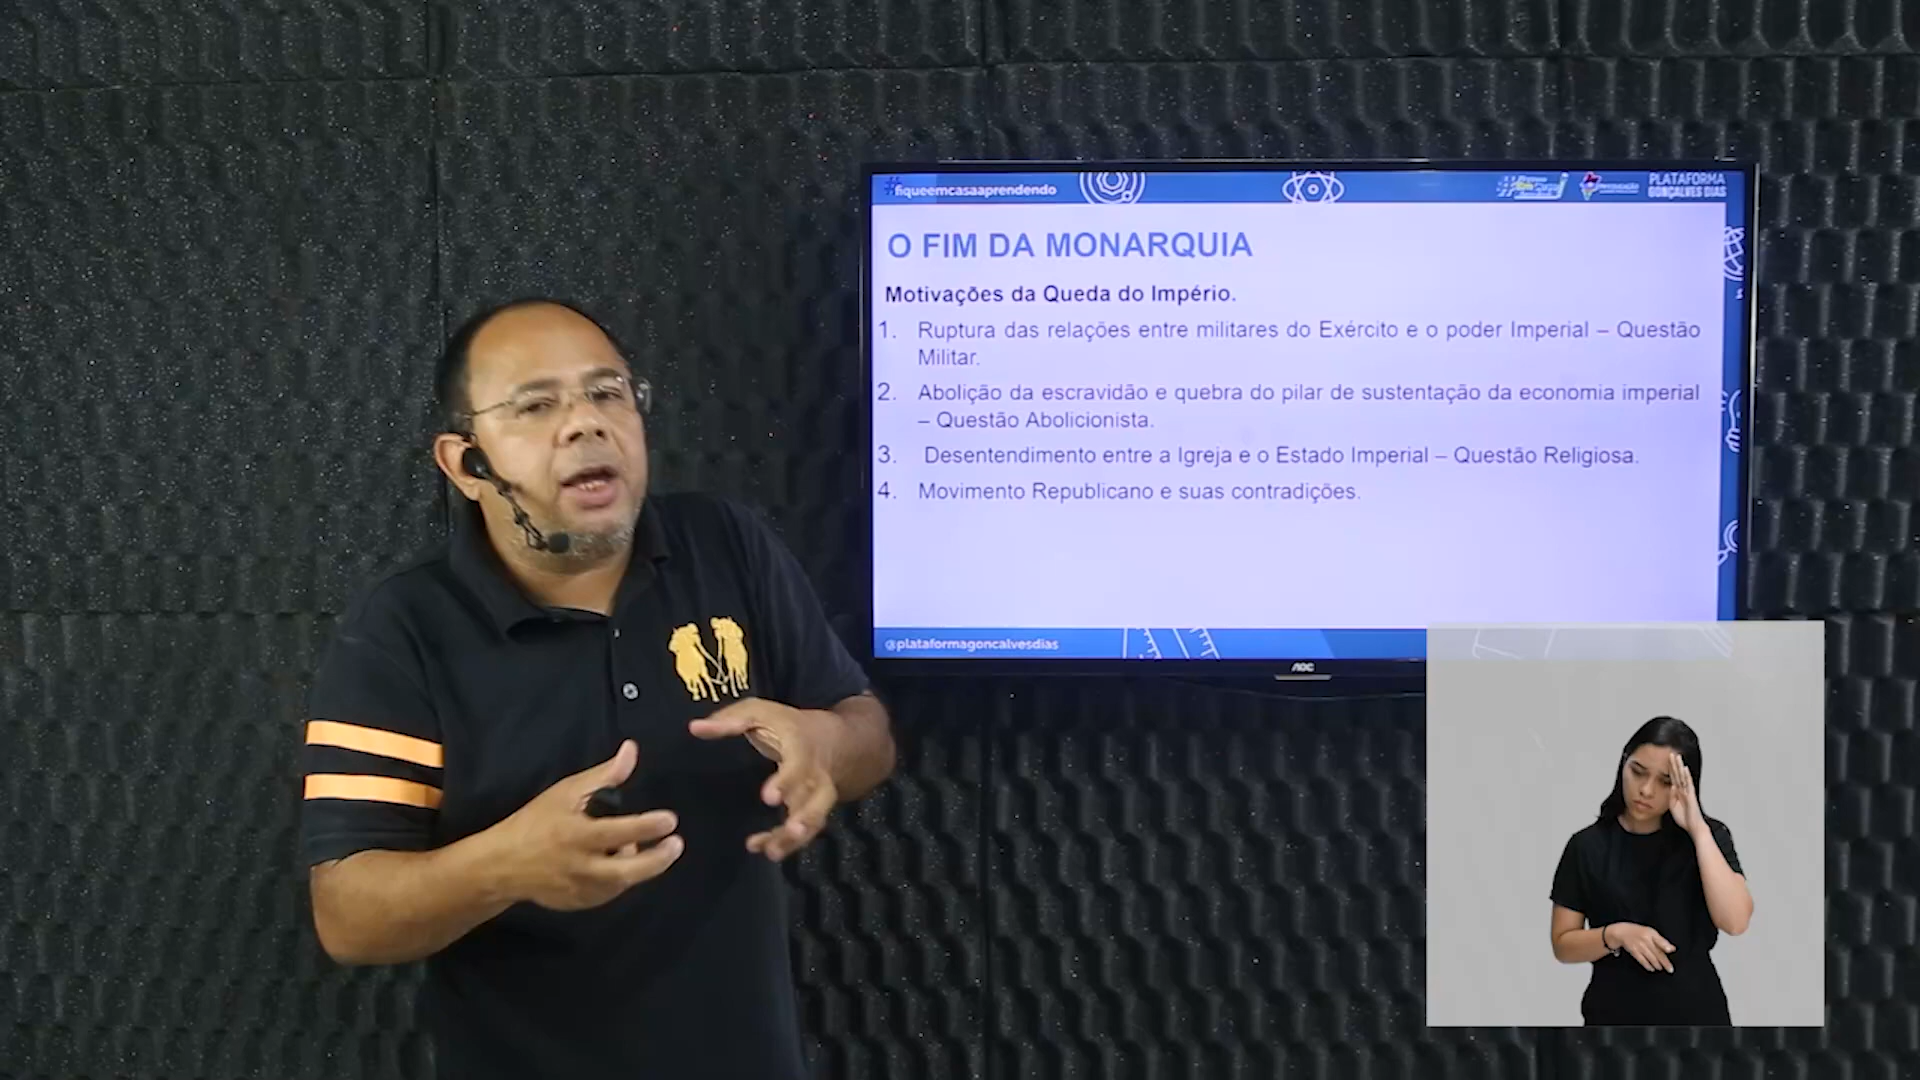 #fiqueemcasaaprendendo
PLATAFORMA
GONÇALVES DIAS
O FIM DA MONARQUIA
Motivações da Queda do Império.
1. Ruptura das relações entre militares do Exército e o poder Imperial – Questão
Militar.
2. Abolição da escravidão e quebra do pilar de sustentação da economia imperial
– Questão Abolicionista.
3. Desentendimento entre a Igreja e o Estado Imperial – Questão Religiosa.
4. Movimento Republicano e suas contradições.
@plataformagoncalvesdias
AOC